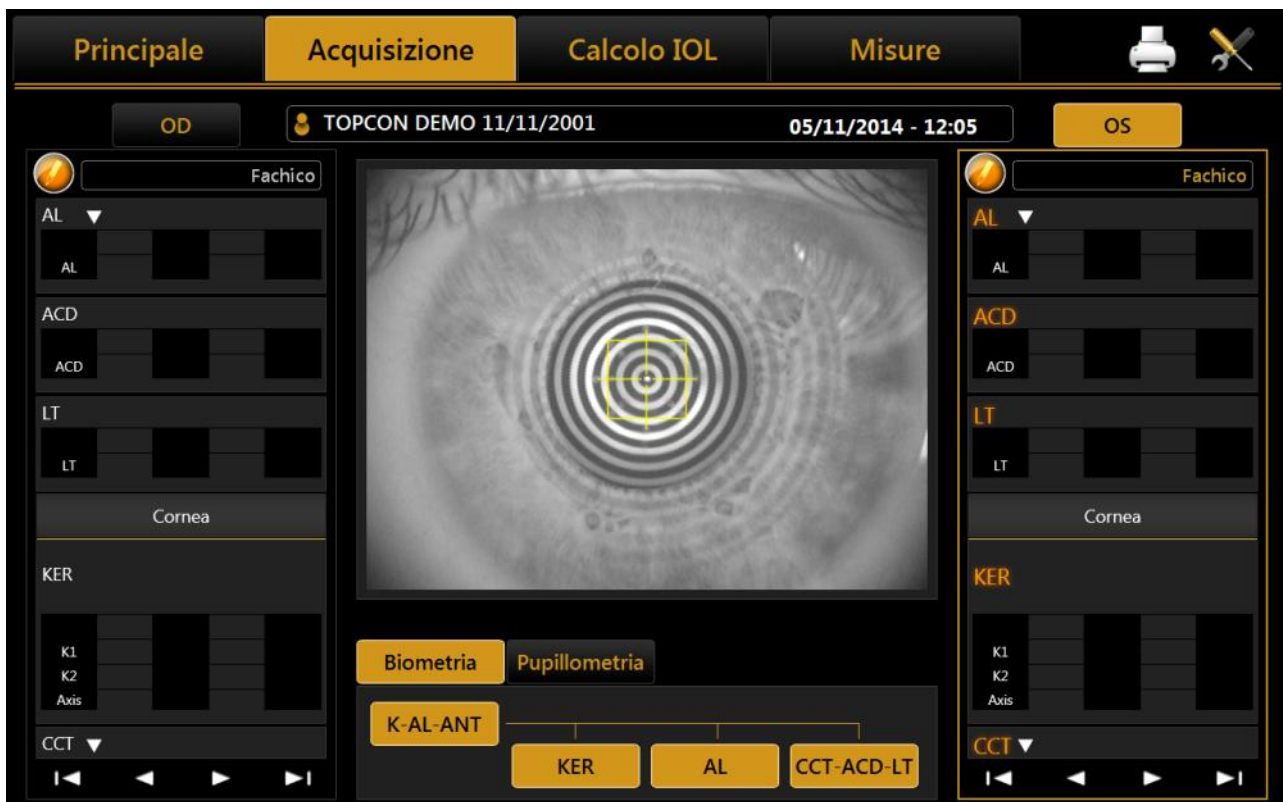 Principale Acquisizione Calcolo IOL Misure
OD TOPCON DEMO 11/11/2001 05/11/2014 - 12:05 OS
Fachico
AL
AL
ACD
ACD
LT
LT
Cornea
KER
K1
K2
Axis
CCT
Biometria Pupillometria
K-AL-ANT
KER AL CCT-ACD-LT
Fachico
AL
AL
ACD
ACD
LT
LT
Cornea
KER
K1
K2
Axis
CCT